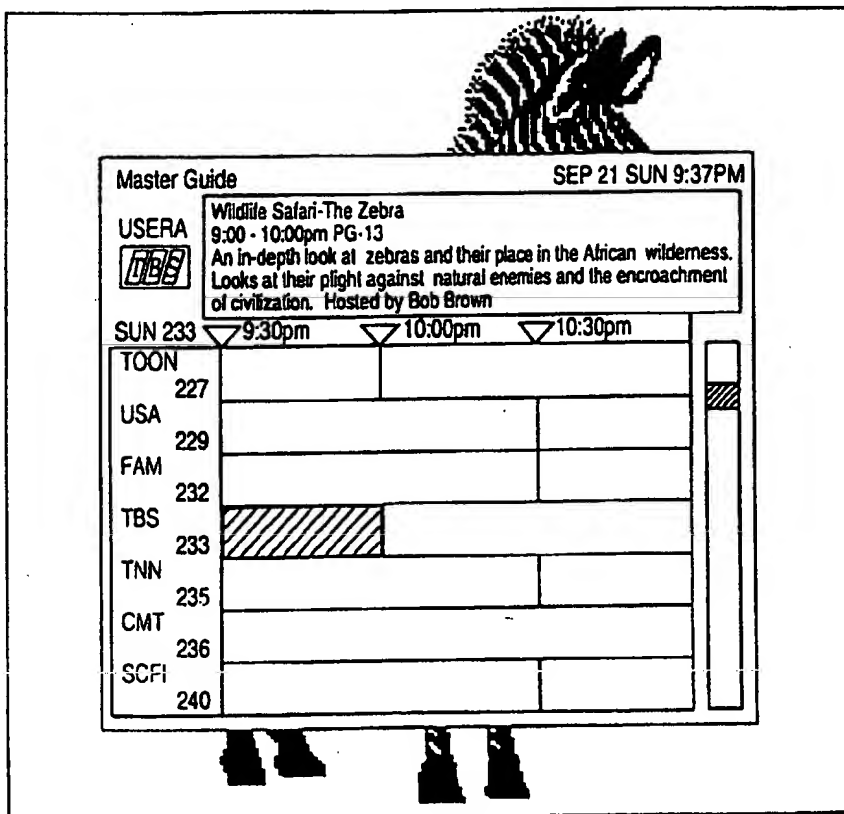 Master Guide SEP 21 SUN 9:37PM
USERA
TBS
Wildlife Safari-The Zebra
9:00 - 10:00pm PG-13
An in-depth look at zebras and their place in the African wilderness.
Looks at their plight against natural enemies and the encroachment
of civilization. Hosted by Bob Brown
SUN 233 9:30pm 10:00pm 10:30pm
TOON
227
USA
229
FAM
232
TBS
233
TNN
235
CMT
236
SCFI
240